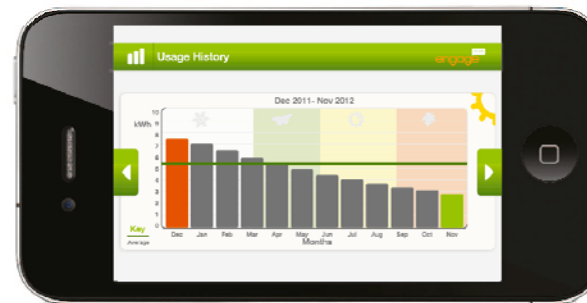 Usage History
engage
Dec 2011- Nov 2012
kWh
10
9
8
7
6
5
4
3
2
1
0
Dec Jan Feb Mar Apr May Jun Jul Aug Sep Oct Nov
Months
Key
Average